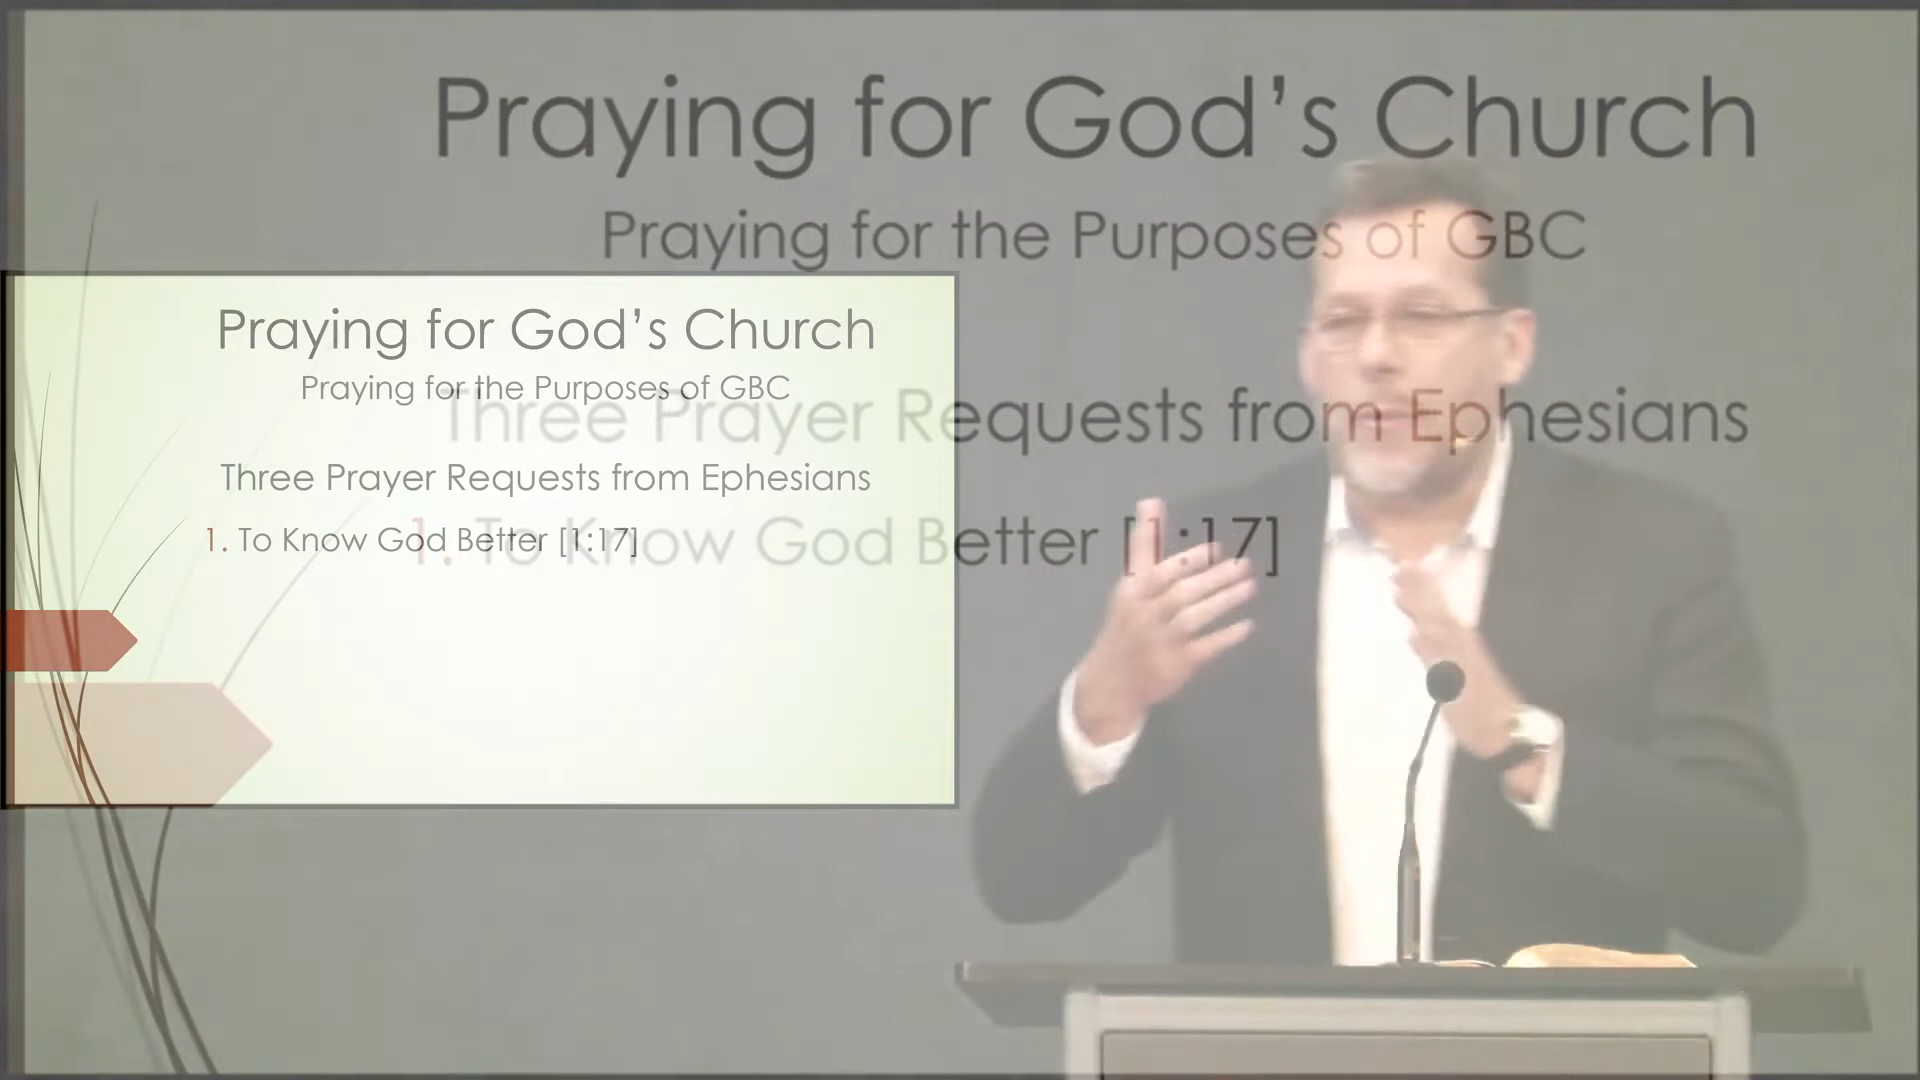 Praying for God's Church
Praying for the Purposes of GBC
Three Prayer Requests from Ephesians
1. To Know God Better [1:17]
Praying for God's Church
Praying for the Purposes of GBC
Three Prayer Requests from Ephesians
1. To Know God Better [1:17]